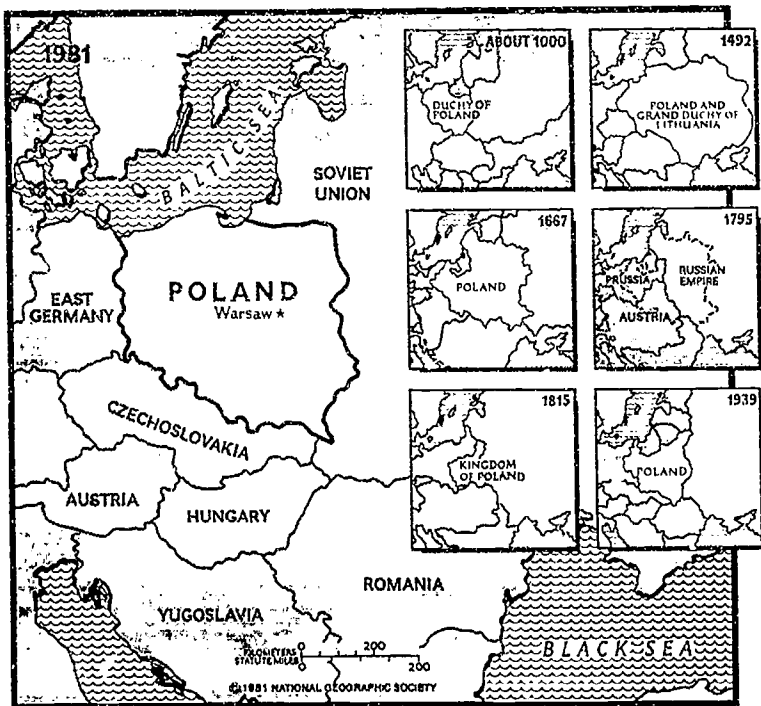 1981
BALTIC SEA
SOVIET
UNION
EAST
GERMANY
POLAND
Warsaw
CZECHOSLOVAKIA
AUSTRIA
HUNGARY
YUGOSLAVIA
ROMANIA
BLACK SEA
KILOMETERS
0 200
STATUTE MILES
0 200
©1981 NATIONAL GEOGRAPHIC SOCIETY
ABOUT 1000
DUCHY OF
POLAND
1492
POLAND AND
GRAND DUCHY OF
LITHUANIA
1667
POLAND
1795
PRUSSIA
RUSSIAN
EMPIRE
AUSTRIA
1815
KINGDOM
OF POLAND
1939
POLAND